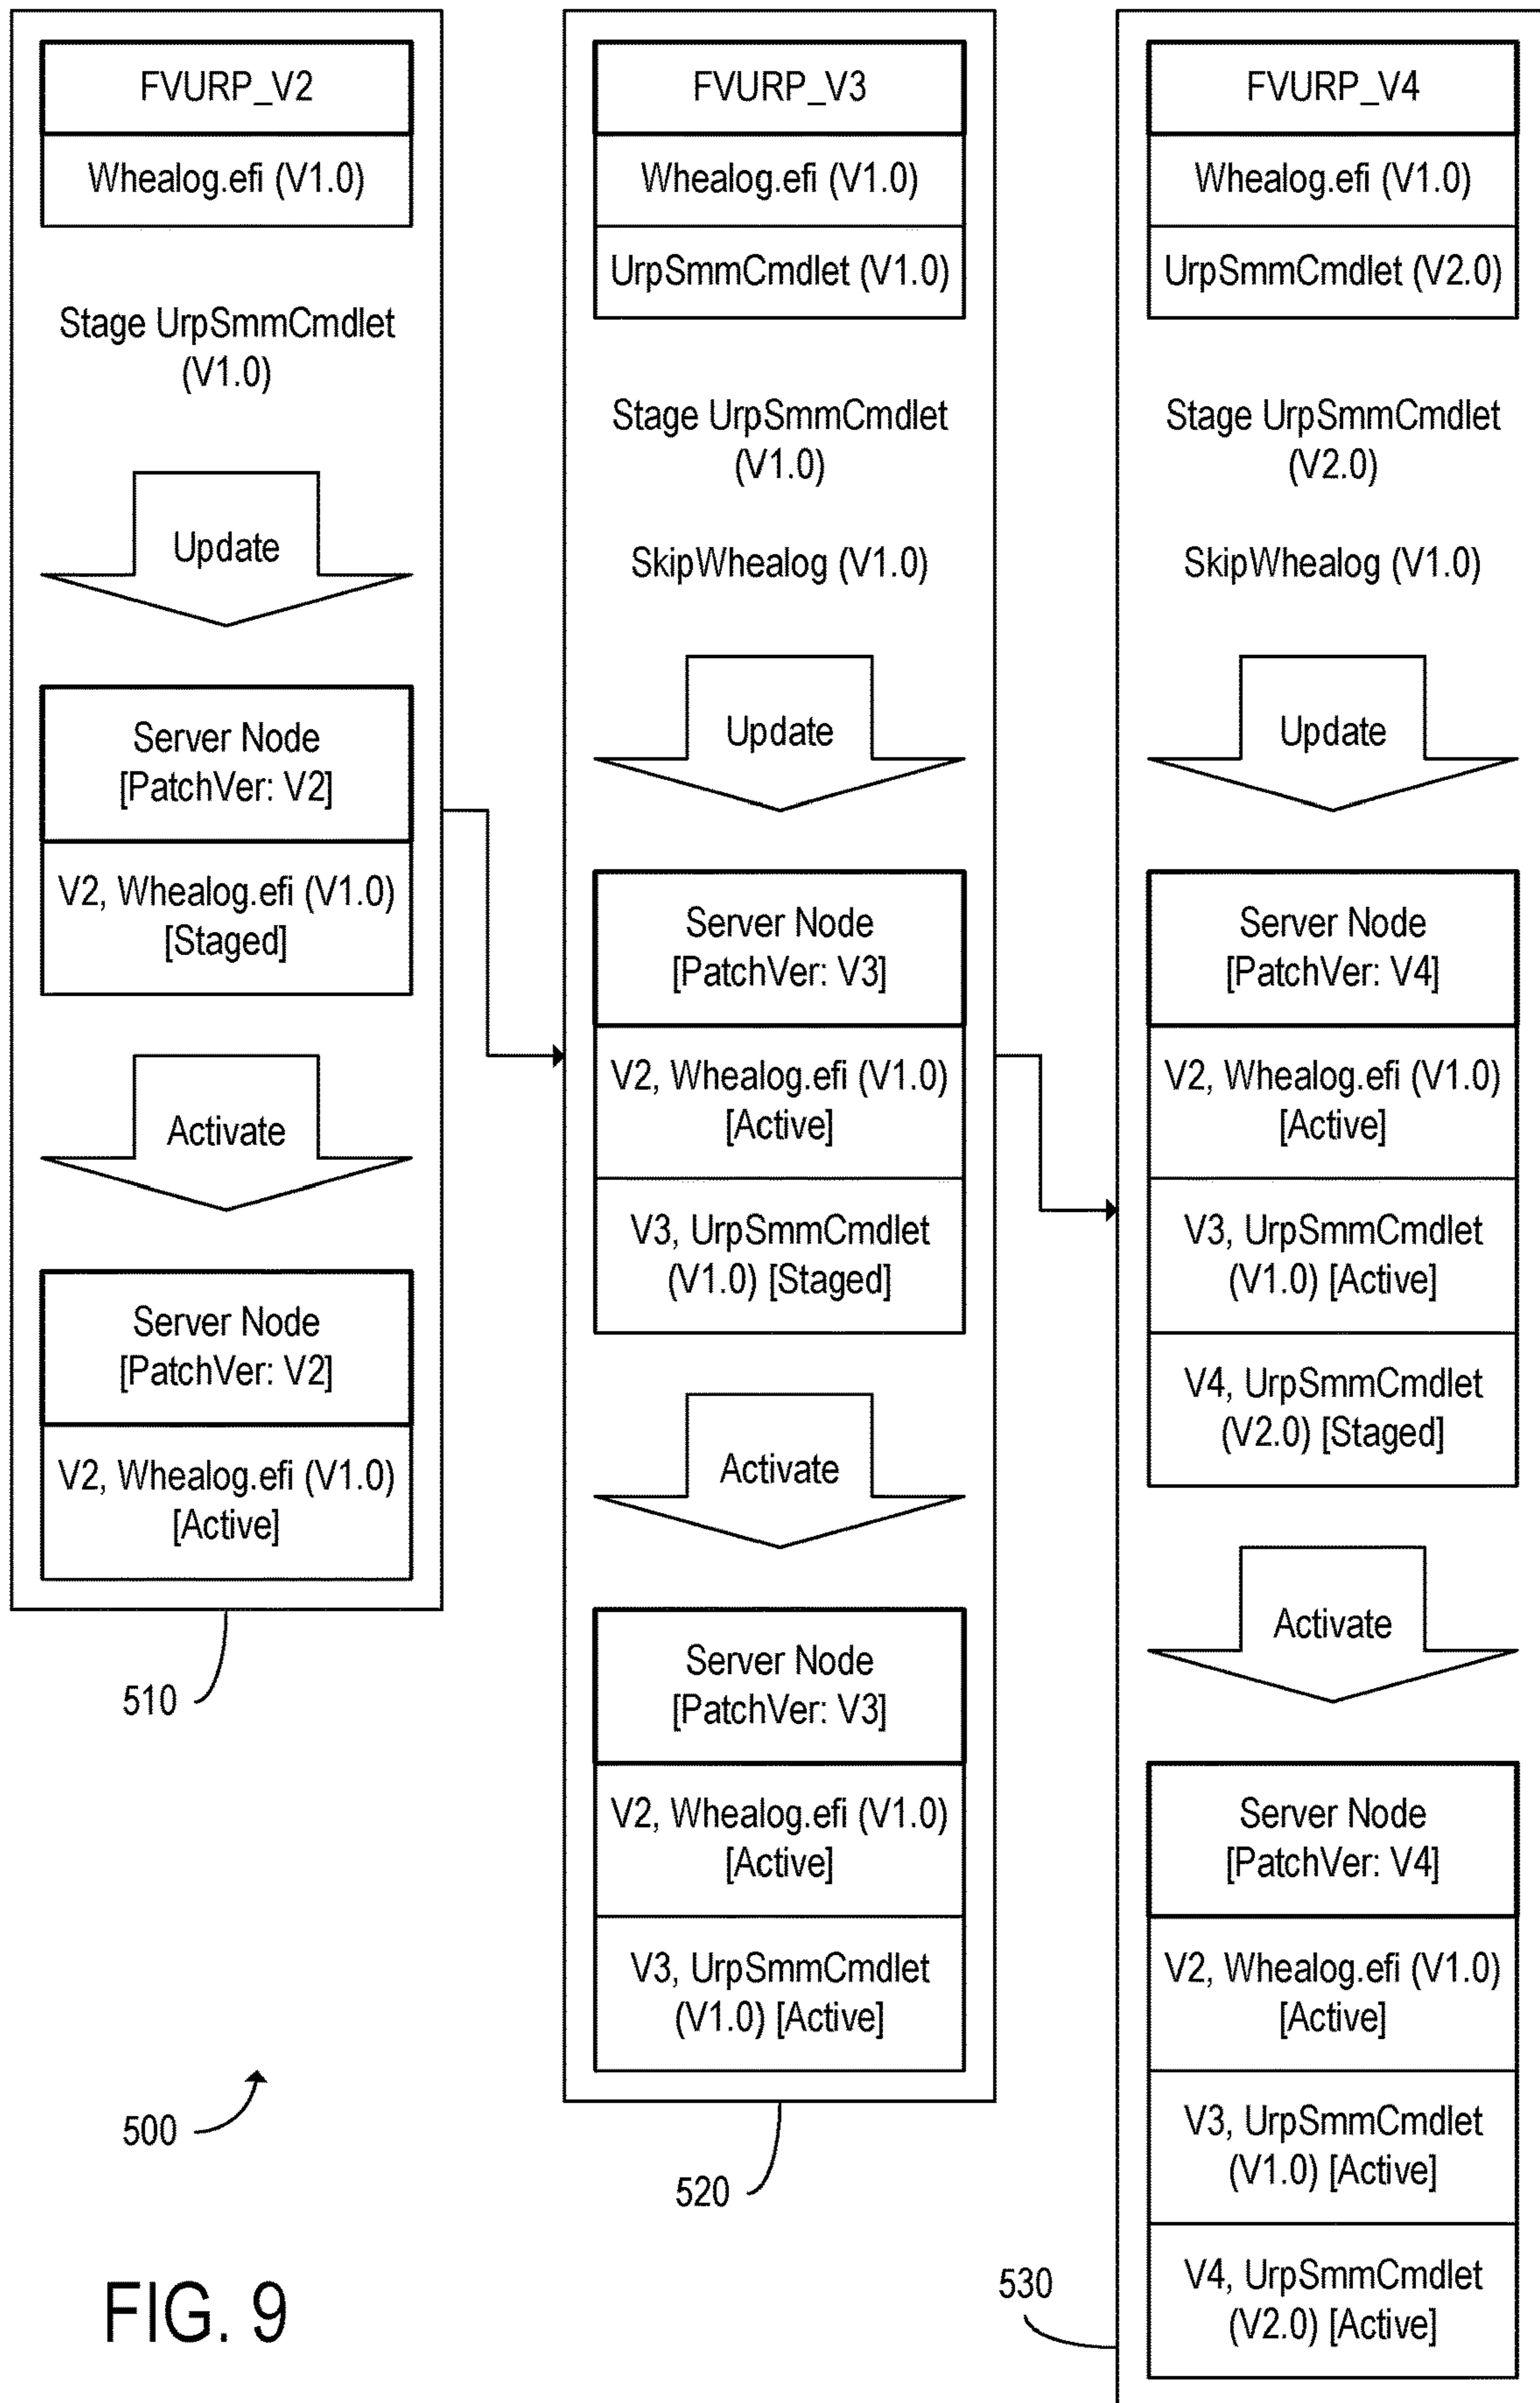 FVURP_V2
Whealog.efi (V1.0)
Stage UrpSmmCmdlet
(V1.0)
Update
Server Node
[PatchVer: V2]
V2, Whealog.efi (V1.0)
[Staged]
Activate
Server Node
[PatchVer: V2]
V2, Whealog.efi (V1.0)
[Active]
510
FVURP_V3
Whealog.efi (V1.0)
UrpSmmCmdlet (V1.0)
Stage UrpSmmCmdlet
(V1.0)
SkipWhealog (V1.0)
Update
Server Node
[PatchVer: V3]
V2, Whealog.efi (V1.0)
[Active]
V3, UrpSmmCmdlet
(V1.0) [Staged]
Activate
Server Node
[PatchVer: V3]
V2, Whealog.efi (V1.0)
[Active]
V3, UrpSmmCmdlet
(V1.0) [Active]
520
FVURP_V4
Whealog.efi (V1.0)
UrpSmmCmdlet (V2.0)
Stage UrpSmmCmdlet
(V2.0)
SkipWhealog (V1.0)
Update
Server Node
[PatchVer: V4]
V2, Whealog.efi (V1.0)
[Active]
V3, UrpSmmCmdlet
(V1.0) [Active]
V4, UrpSmmCmdlet
(V2.0) [Staged]
Activate
Server Node
[PatchVer: V4]
V2, Whealog.efi (V1.0)
[Active]
V3, UrpSmmCmdlet
(V1.0) [Active]
V4, UrpSmmCmdlet
(V2.0) [Active]
530
500
FIG. 9